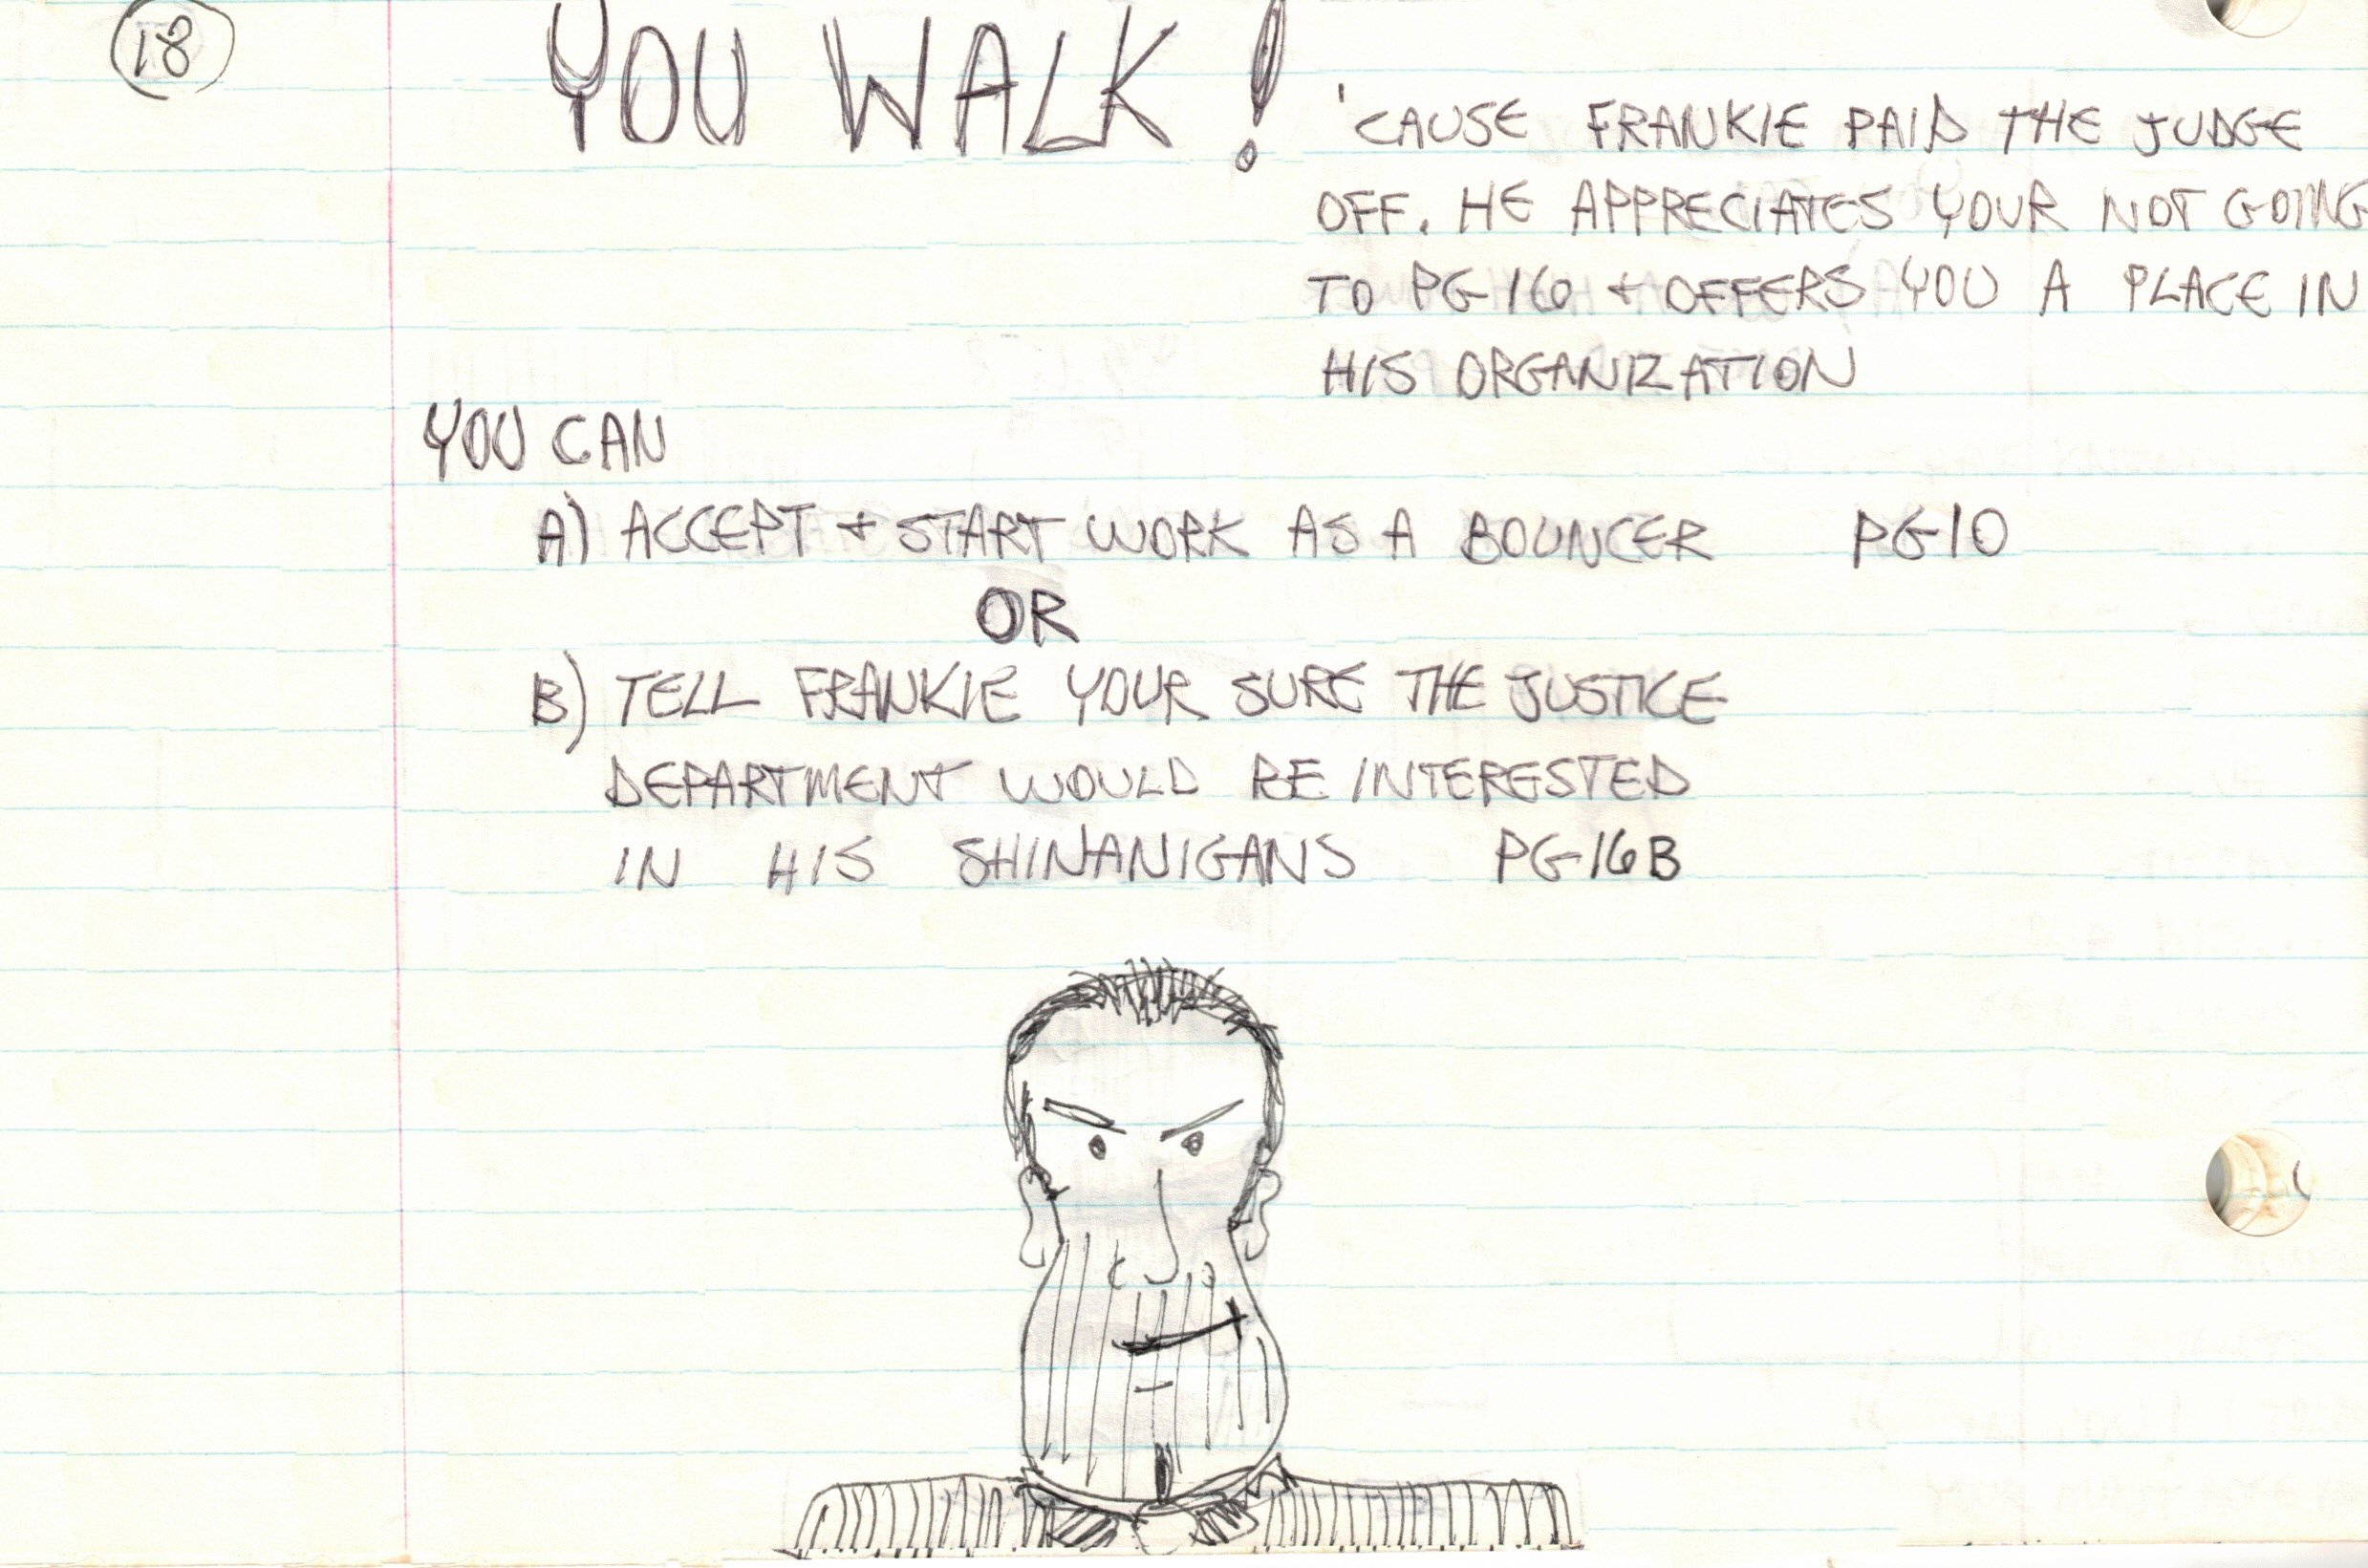 18
YOU WALK!
'CAUSE FRANKIE PAID THE JUDGE
OFF. HE APPRECIATES YOUR NOT GOING
TO PG 16 + OFFERS YOU A PLACE IN
HIS ORGANIZATION
YOU CAN
A) ACCEPT + START WORK AS A BOUNCER PG 10
OR
B) TELL FRANKIE YOUR SURE THE JUSTICE
DEPARTMENT WOULD BE INTERESTED
IN HIS SHINANIGANS PG 16B